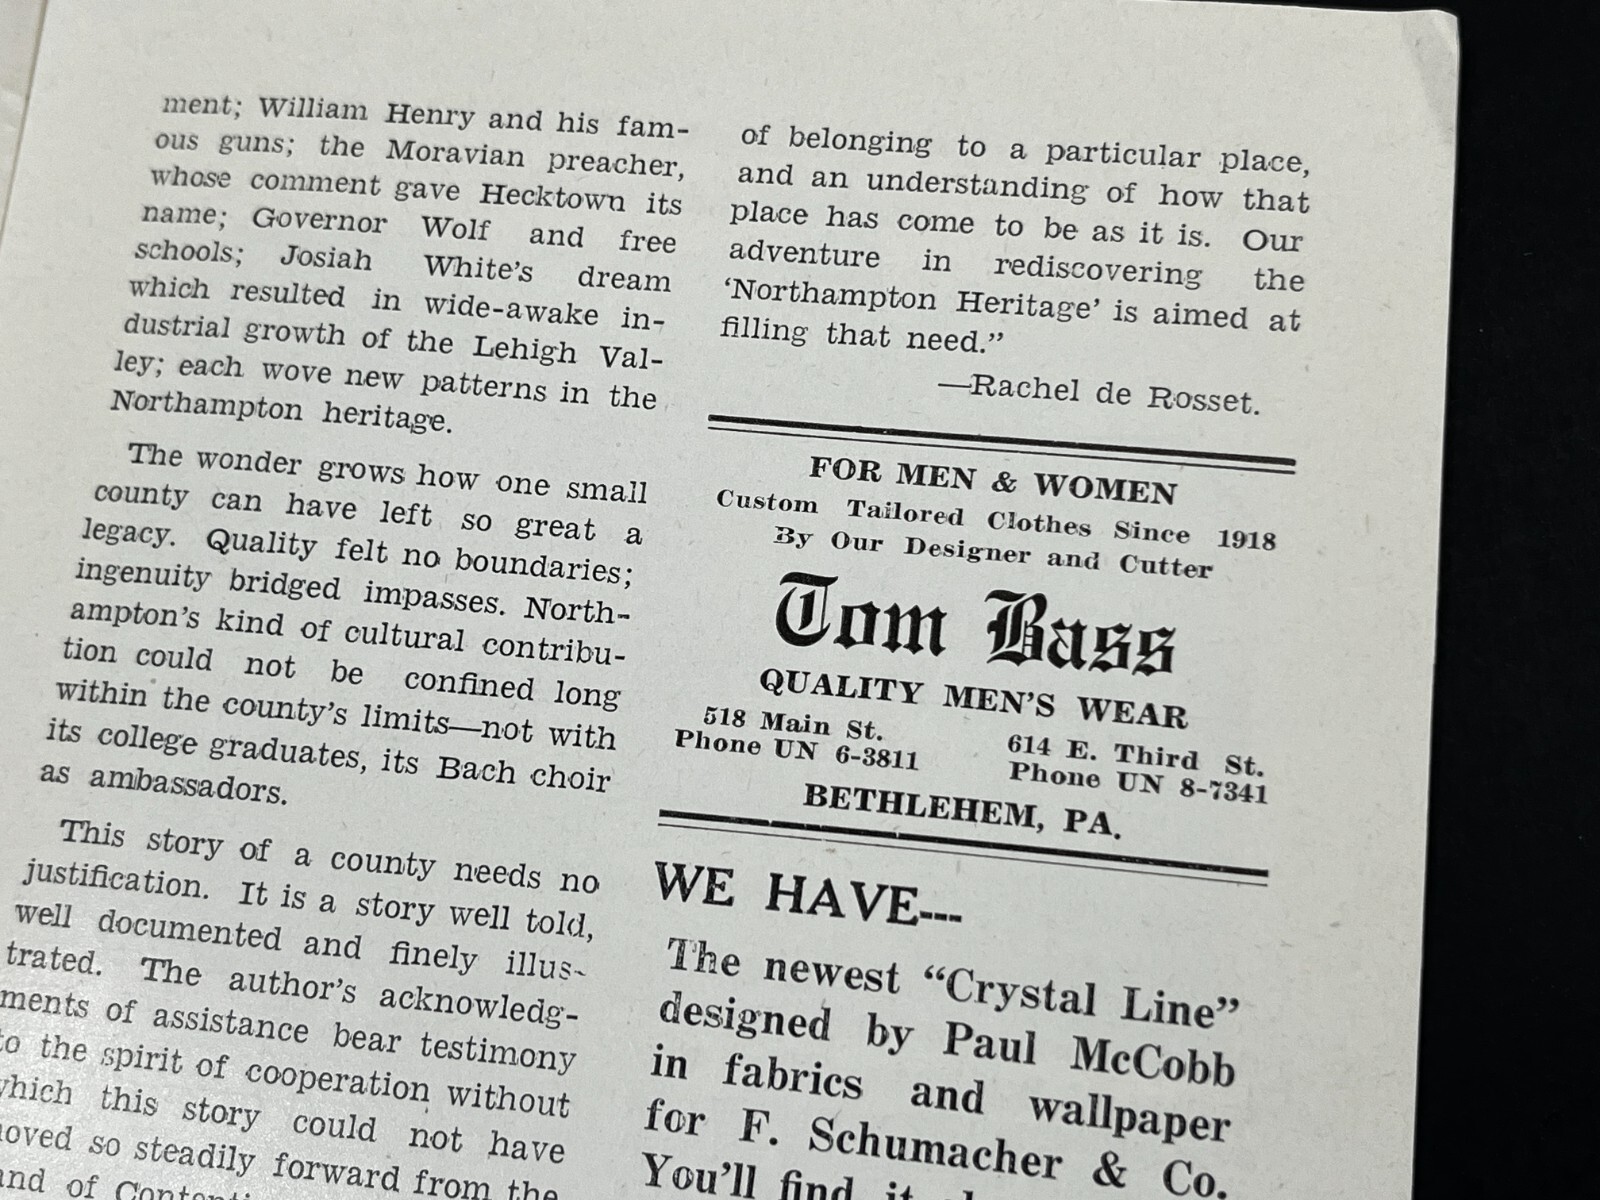 ment; William Henry and his fam-
ous guns; the Moravian preacher,
whose comment gave Hecktown its
name; Governor Wolf and free
schools; Josiah White's dream
which resulted in wide-awake in-
dustrial growth of the Lehigh Val-
ley; each wove new patterns in the
Northampton heritage.
The wonder grows how one small
county can have left so great a
legacy. Quality felt no boundaries;
ingenuity bridged impasses. North-
ampton's kind of cultural contribu-
tion could not be confined long
within the county's limits—not with
its college graduates, its Bach choir
as ambassadors.
This story of a county needs no
justification. It is a story well told,
well documented and finely illus-
trated. The author's acknowledg-
ments of assistance bear testimony
to the spirit of cooperation without
which this story could not have
so steadily forward from the
of
of belonging to a particular place,
and an understanding of how that
place has come to be as it is. Our
adventure in rediscovering the
'Northampton Heritage' is aimed at
filling that need."
—Rachel de Rosset.
FOR MEN & WOMEN
Custom Tailored Clothes Since 1918
By Our Designer and Cutter
Tom Bass
QUALITY MEN'S WEAR
518 Main St.
Phone UN 6-3811
614 E. Third St.
Phone UN 8-7341
BETHLEHEM, PA.
WE HAVE---
The newest "Crystal Line"
designed by Paul McCobb
in fabrics and wallpaper
for F. Schumacher & Co.
You'll find it